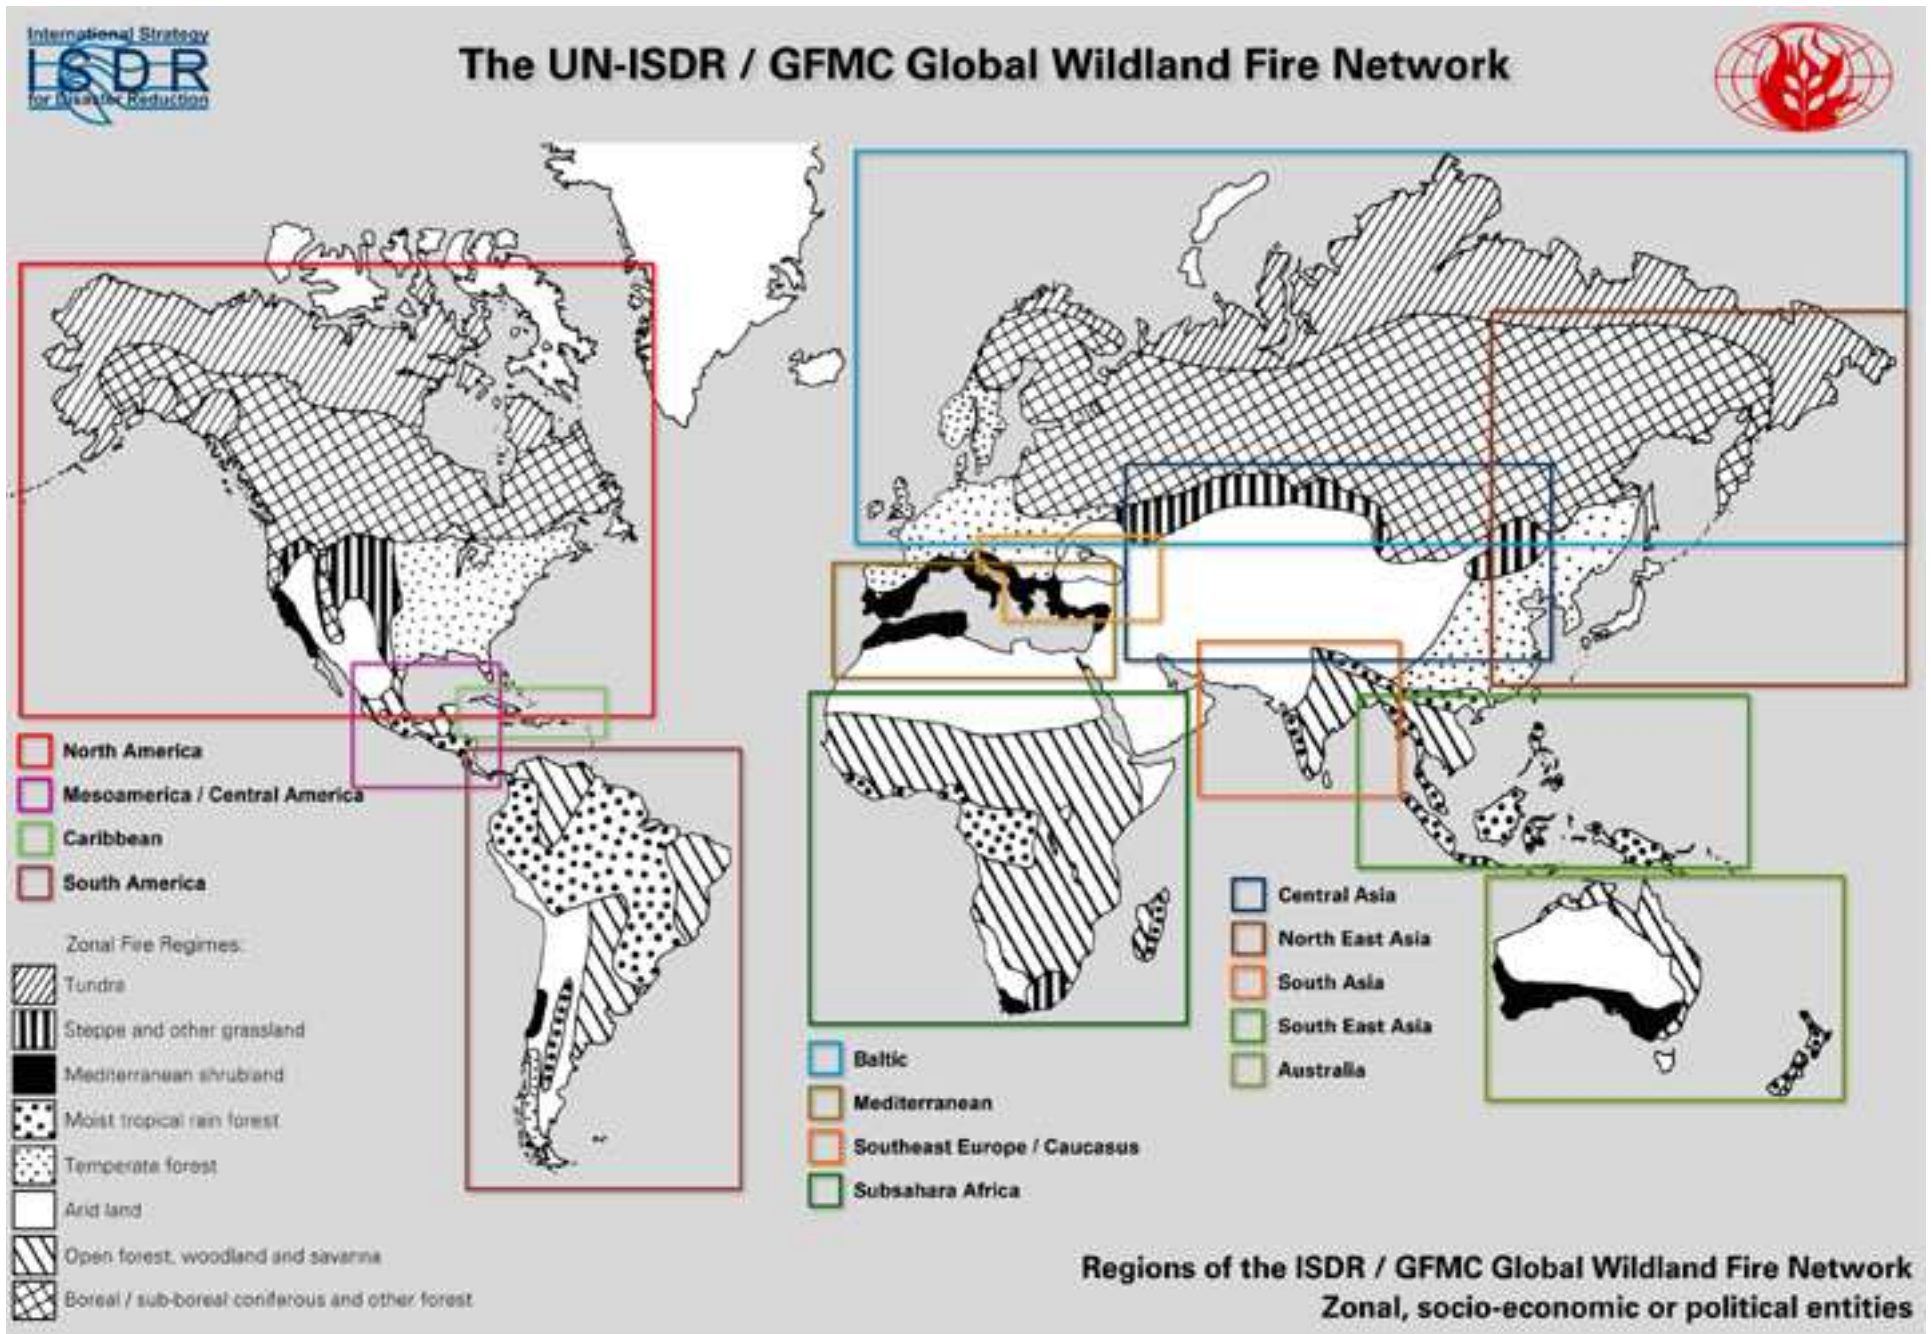 International Strategy
ISDR
for Disaster Reduction
The UN-ISDR / GFMC Global Wildland Fire Network
North America
Mesoamerica / Central America
Caribbean
South America
Zonal Fire Regimes:
Tundra
Steppe and other grassland
Mediterranean shrubland
Moist tropical rain forest
Temperate forest
Arid land
Open forest, woodland and savanna
Boreal / sub-boreal coniferous and other forest
Baltic
Mediterranean
Southeast Europe / Caucasus
Subsahara Africa
Central Asia
North East Asia
South Asia
South East Asia
Australia
Regions of the ISDR / GFMC Global Wildland Fire Network
Zonal, socio-economic or political entities